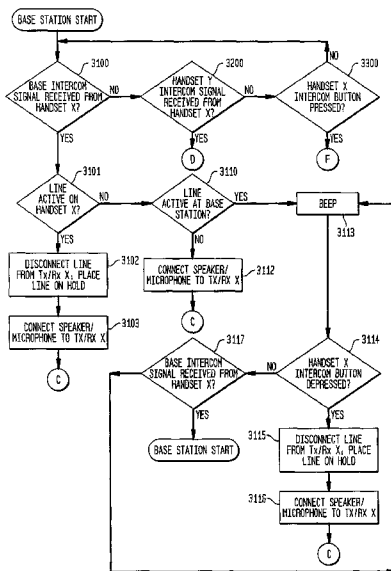 BASE STATION START
3100
BASE
INTERCOM
SIGNAL RECEIVED FROM
HANDSET X?
NO
YES
3200
HANDSET Y
INTERCOM SIGNAL
RECEIVED FROM
HANDSET X?
NO
YES
D
3300
NO
HANDSET X
INTERCOM BUTTON
PRESSED?
YES
F
3101
LINE
ACTIVE ON
HANDSET X?
NO
YES
3110
LINE
ACTIVE AT BASE
STATION?
YES
NO
BEEP
3113
3102
DISCONNECT LINE
FROM Tx/Rx X; PLACE
LINE ON HOLD
3103
CONNECT SPEAKER/
MICROPHONE TO TX/RX X
C
3112
CONNECT SPEAKER/
MICROPHONE TO TX/RX X
C
3117
BASE INTERCOM
SIGNAL RECEIVED FROM
HANDSET X?
YES
BASE STATION START
3114
HANDSET
X
INTERCOM BUTTON
DEPRESSED?
NO
YES
3115
DISCONNECT LINE
FROM Tx/Rx X; PLACE
LINE ON HOLD
3116
CONNECT SPEAKER/
MICROPHONE TO TX/RX X
C